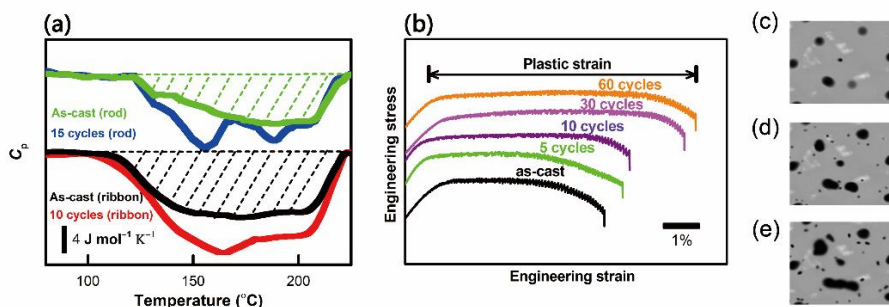 (a)
As-cast (rod)
15 cycles (rod)
As-cast (ribbon)
10 cycles (ribbon)
4 J mol⁻¹ K⁻¹
Cp
100
150
200
Temperature (°C)
(b)
Plastic strain
60 cycles
30 cycles
10 cycles
5 cycles
as-cast
1%
Engineering stress
Engineering strain
(c)
(d)
(e)